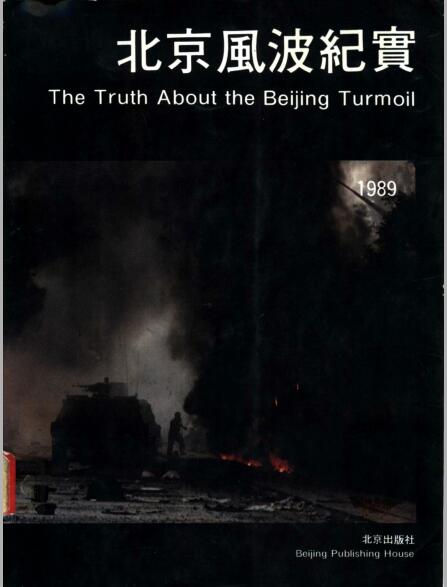 北京風波紀實
The Truth About the Beijing Turmoil
1989
北京出版社
Beijing Publishing House